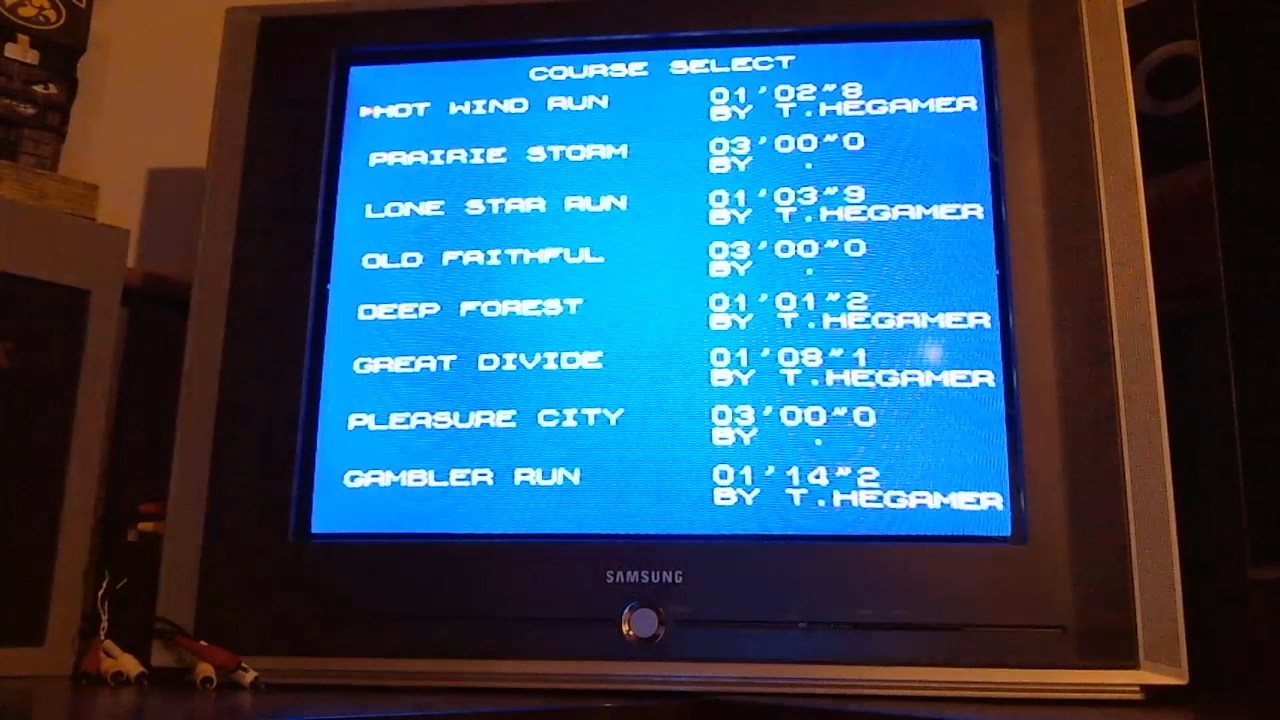 COURSE SELECT
HOT WIND RUN 01'02"8
BY T.HEGAMER
PRAIRIE STORM 03'00"0
BY .
LONE STAR RUN 01'03"9
BY T.HEGAMER
OLD FAITHFUL 03'00"0
BY .
DEEP FOREST 01'01"2
BY T.HEGAMER
GREAT DIVIDE 01'08"1
BY T.HEGAMER
PLEASURE CITY 03'00"0
BY .
GAMBLER RUN 01'14"2
BY T.HEGAMER
SAMSUNG